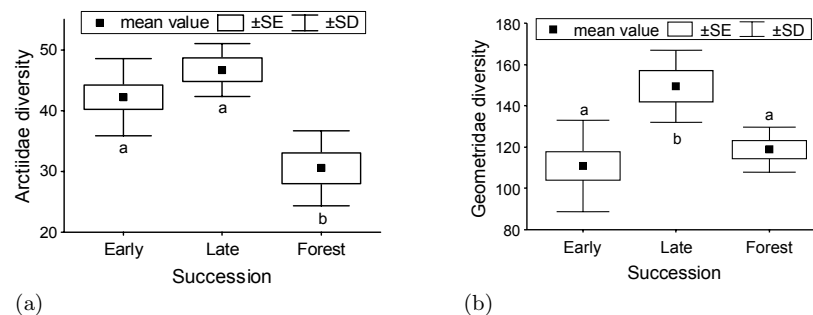 mean value ±SE ±SD
50
40
30
20
Arctiidae diversity
a
a
b
Early Late Forest
Succession
(a)
mean value ±SE ±SD
180
160
140
120
100
80
Geometridae diversity
a
b
a
Early Late Forest
Succession
(b)